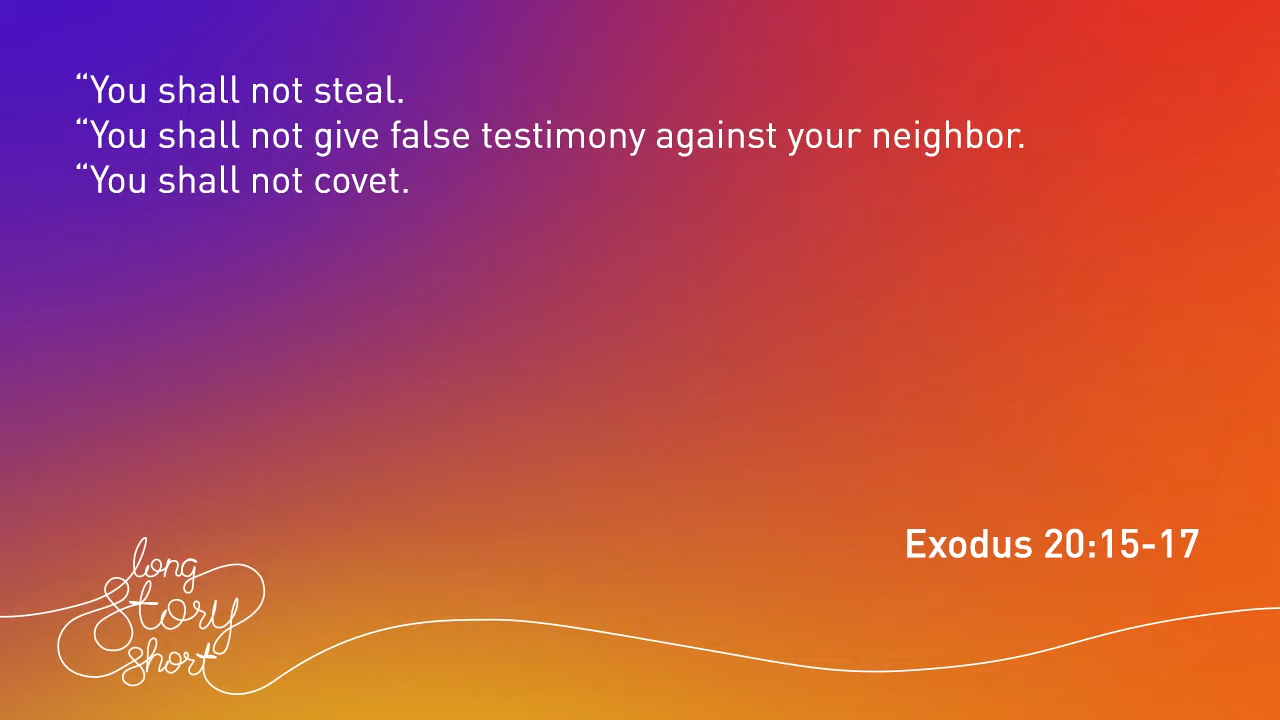 “You shall not steal.
“You shall not give false testimony against your neighbor.
“You shall not covet.
Exodus 20:15-17
long
story
short